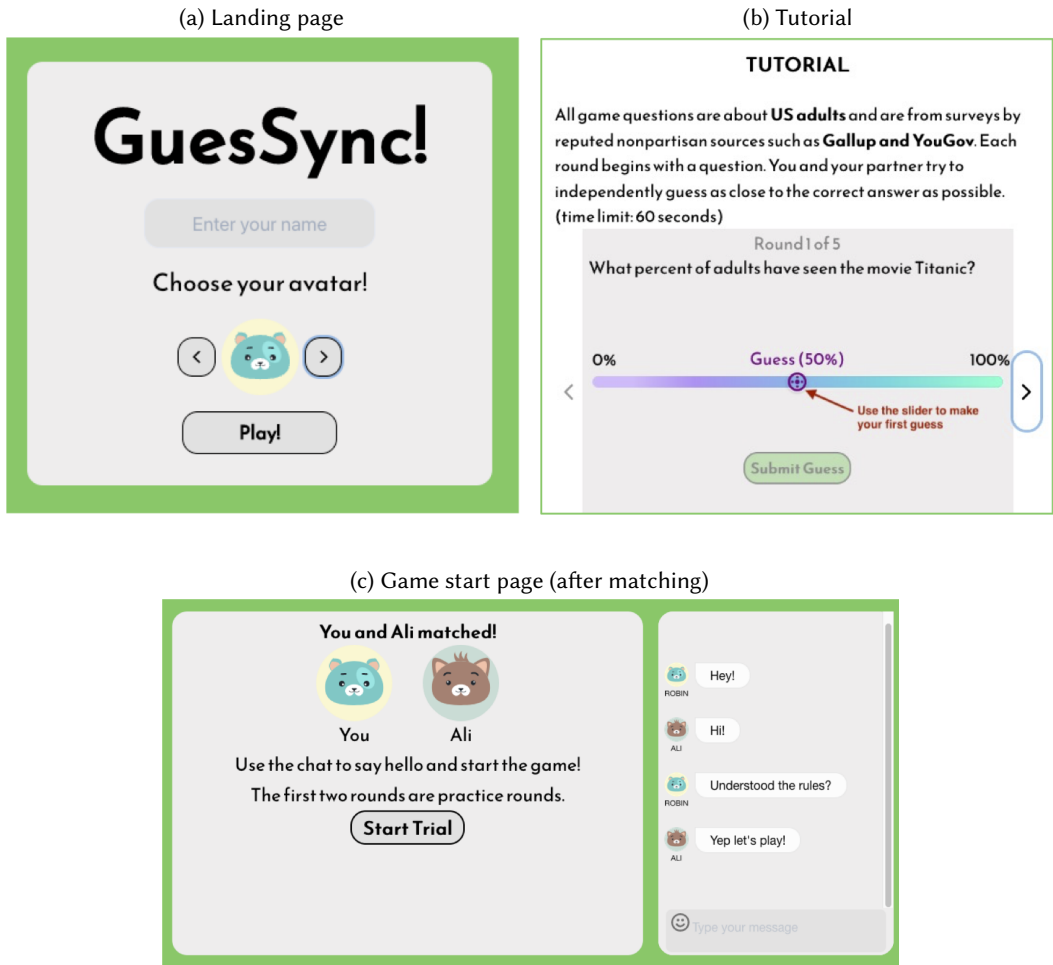 (a) Landing page
GuesSync!
Enter your name
Choose your avatar!
<
>
Play!
(b) Tutorial
TUTORIAL
All game questions are about US adults and are from surveys by
reputed nonpartisan sources such as Gallup and YouGov. Each
round begins with a question. You and your partner try to
independently guess as close to the correct answer as possible.
(time limit: 60 seconds)
Round 1 of 5
What percent of adults have seen the movie Titanic?
0%
Guess (50%)
100%
<
>
Use the slider to make
your first guess
Submit Guess
(c) Game start page (after matching)
You and Ali matched!
You
Ali
Use the chat to say hello and start the game!
The first two rounds are practice rounds.
Start Trial
Hey!
ROBIN
Hi!
ALI
Understood the rules?
ROBIN
Yep let's play!
ALI
Type your message